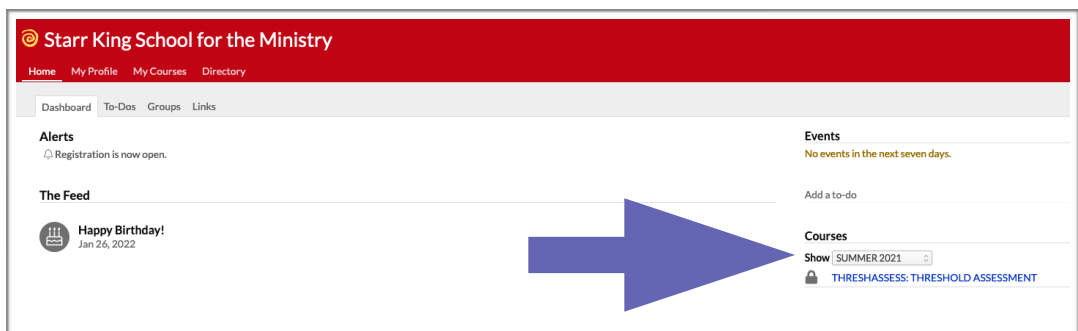 Starr King School for the Ministry
Home My Profile My Courses Directory
Dashboard To-Dos Groups Links
Alerts
Registration is now open.
The Feed
Happy Birthday!
Jan 26, 2022
Events
No events in the next seven days.
Add a to-do
Courses
Show SUMMER 2021
THRESHASSESS: THRESHOLD ASSESSMENT